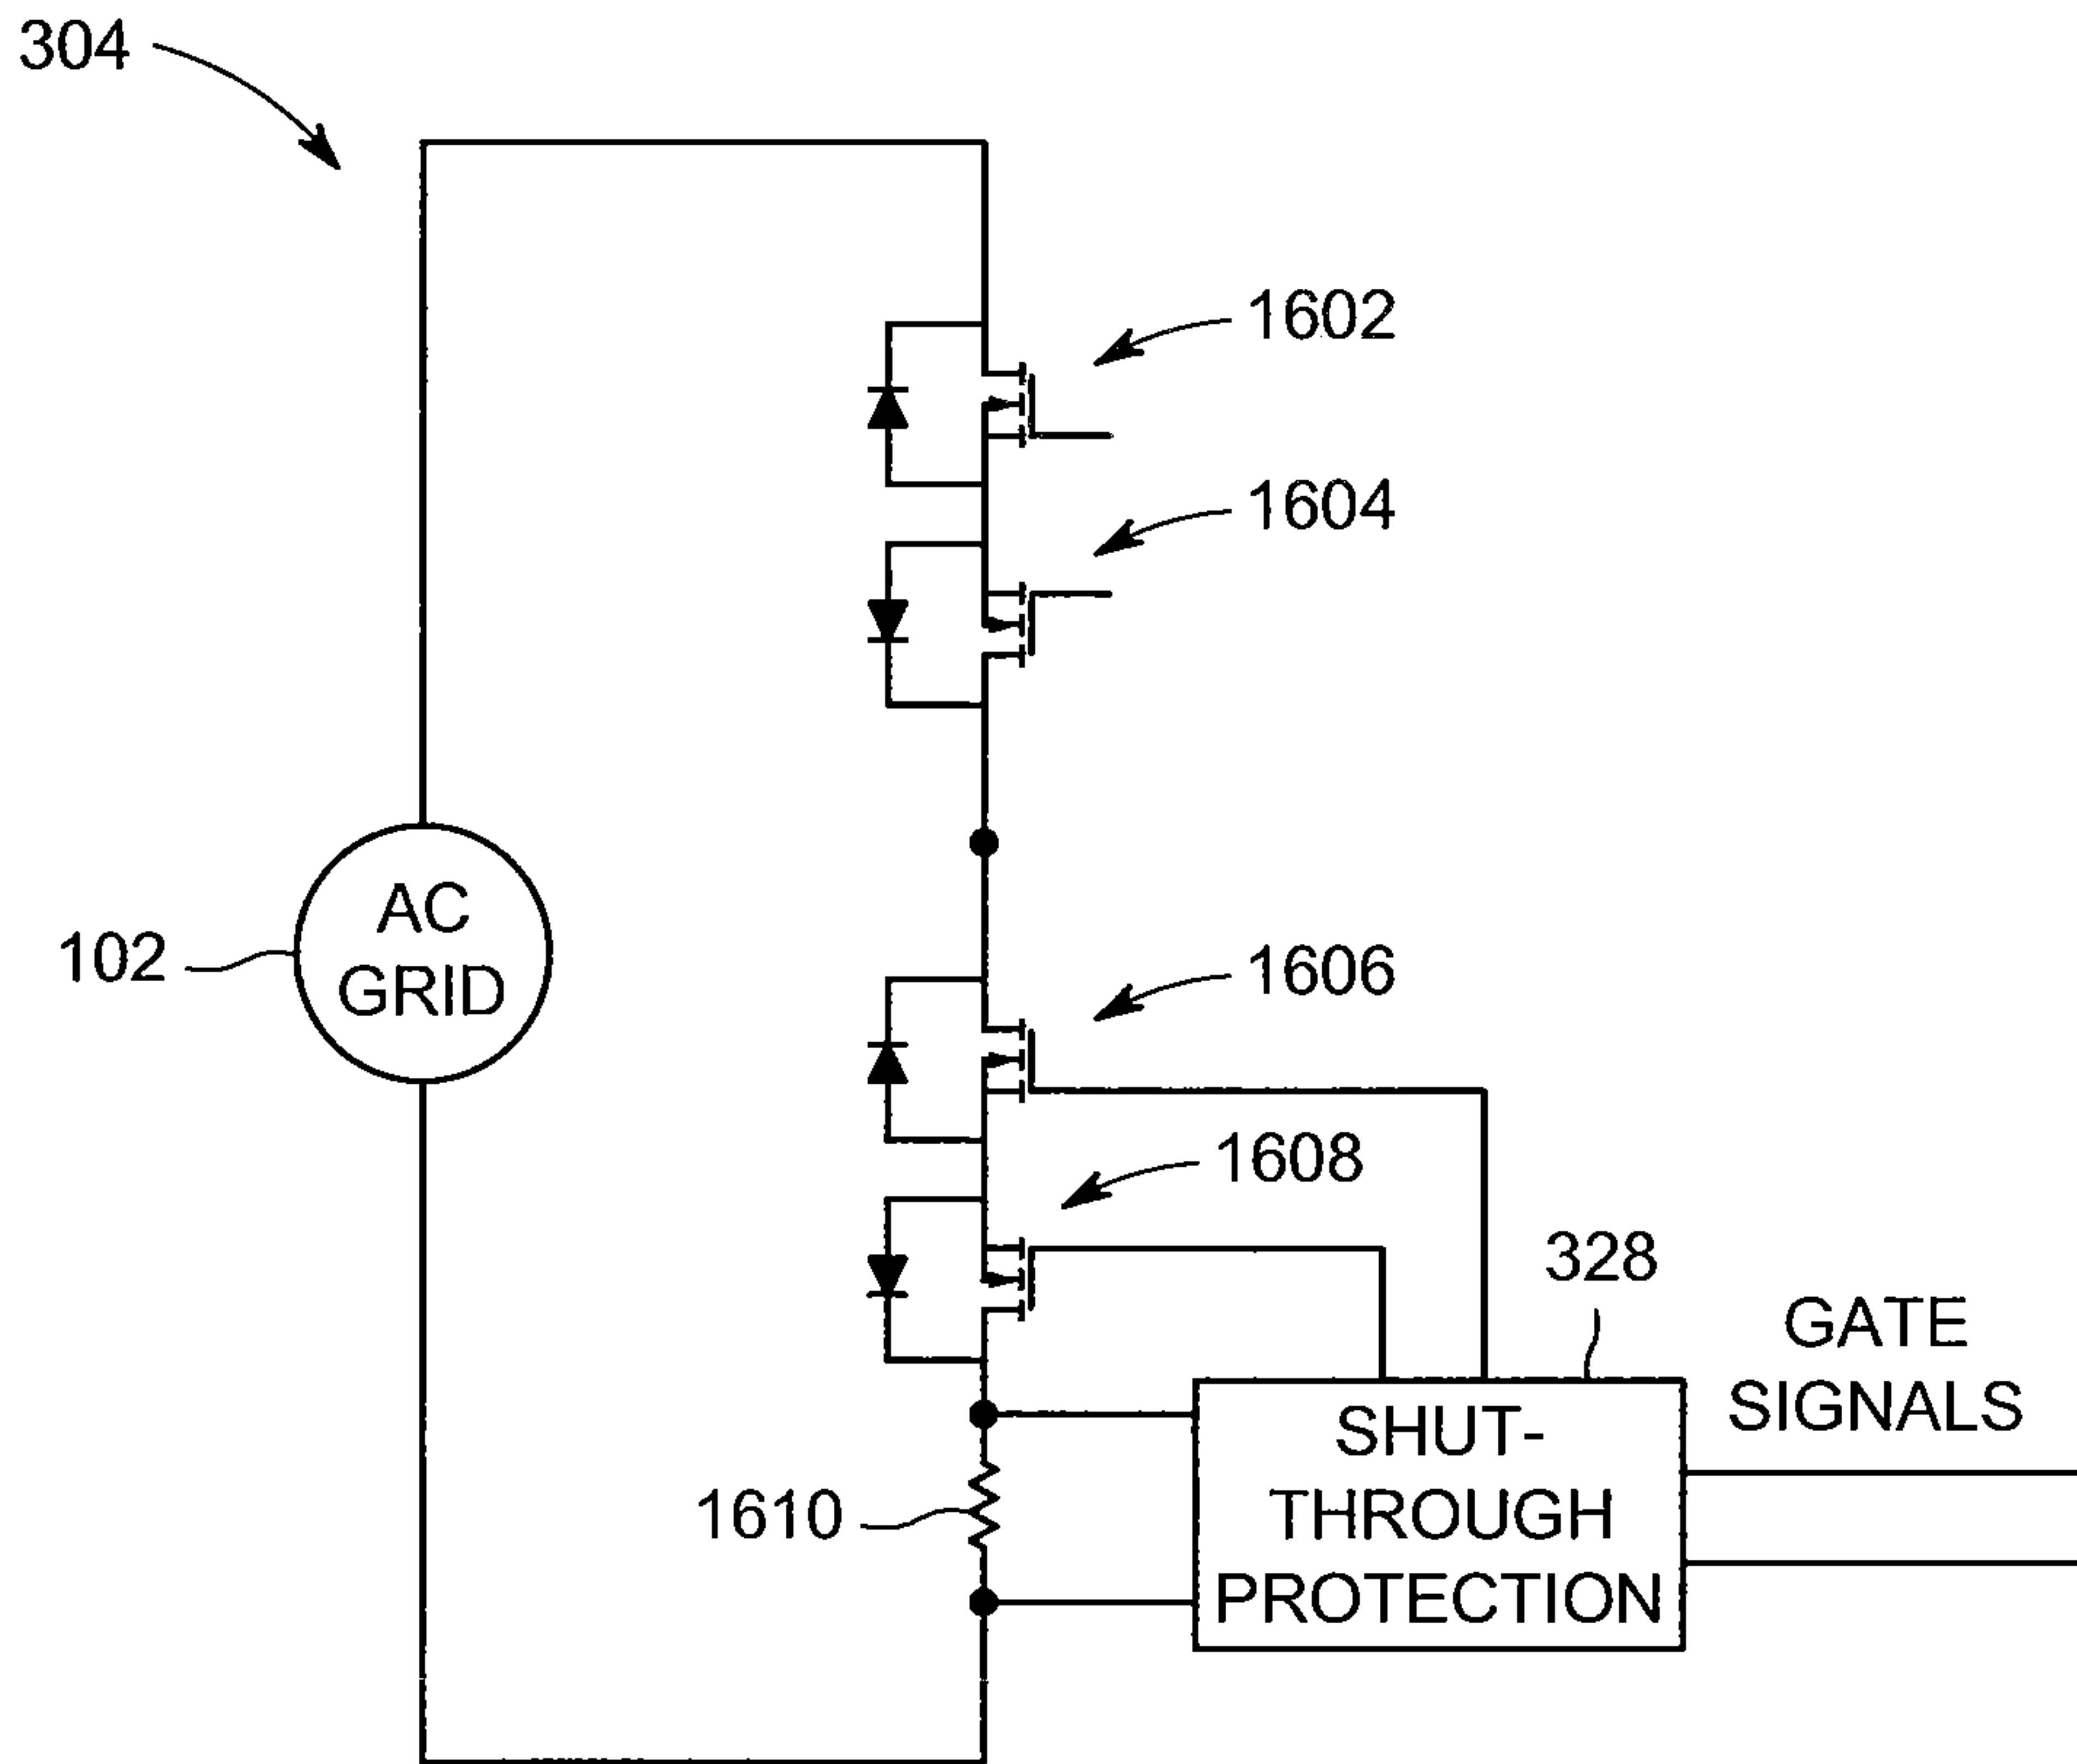 304
1602
1604
AC
GRID
102
1606
1608
328
GATE
SIGNALS
SHUT-
THROUGH
PROTECTION
1610